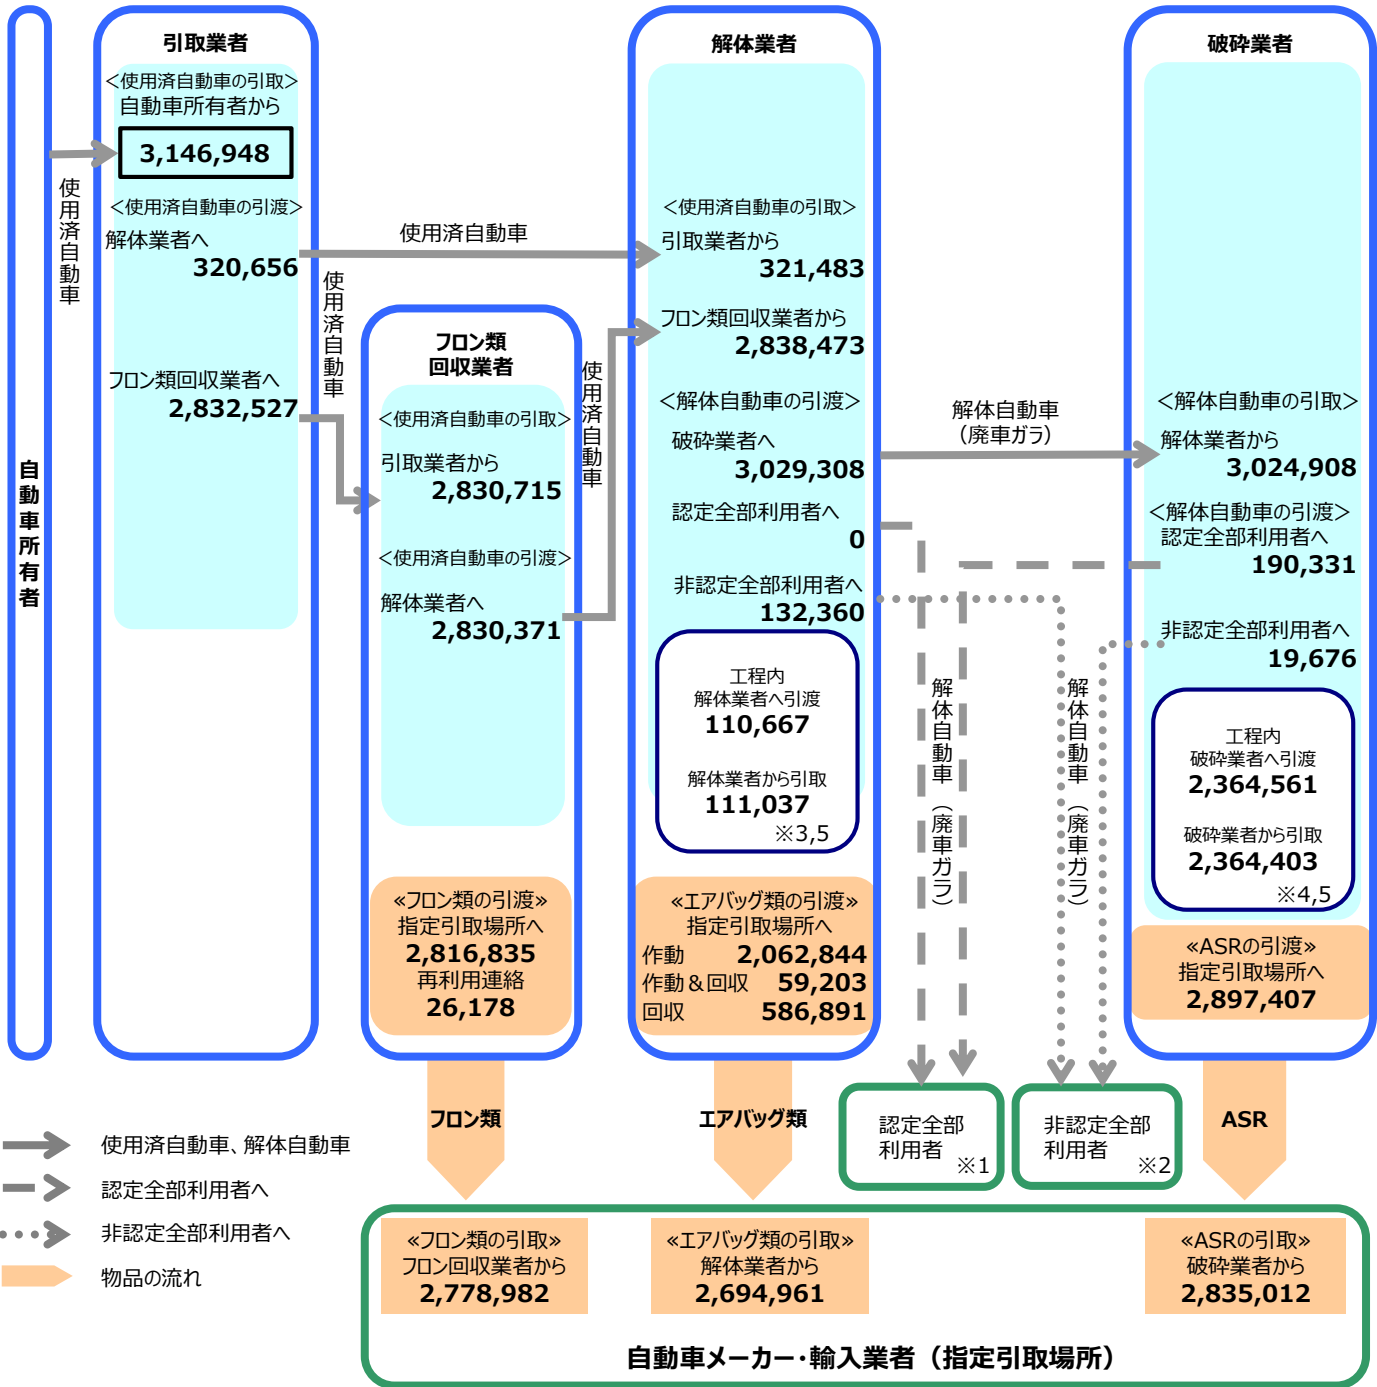 自動車所有者
使用済自動車
引取業者
<使用済自動車の引取>
自動車所有者から
3,146,948
<使用済自動車の引渡>
解体業者へ
320,656
フロン類回収業者へ
2,832,527
使用済自動車
使用済自動車
フロン類
回収業者
<使用済自動車の引取>
引取業者から
2,830,715
<使用済自動車の引渡>
解体業者へ
2,830,371
«フロン類の引渡»
指定引取場所へ
2,816,835
再利用連絡
26,178
使用済自動車
解体業者
<使用済自動車の引取>
引取業者から
321,483
フロン類回収業者から
2,838,473
<解体自動車の引渡>
破砕業者へ
3,029,308
認定全部利用者へ
0
非認定全部利用者へ
132,360
工程内
解体業者へ引渡
110,667
解体業者から引取
111,037
※3,5
«エアバッグ類の引渡»
指定引取場所へ
作動 2,062,844
作動＆回収 59,203
回収 586,891
解体自動車
（廃車ガラ）
解体自動車（廃車ガラ）
解体自動車（廃車ガラ）
破砕業者
<解体自動車の引取>
解体業者から
3,024,908
<解体自動車の引渡>
認定全部利用者へ
190,331
非認定全部利用者へ
19,676
工程内
破砕業者へ引渡
2,364,561
破砕業者から引取
2,364,403
※4,5
«ASRの引渡»
指定引取場所へ
2,897,407
フロン類
エアバッグ類
認定全部
利用者 ※1
非認定全部
利用者 ※2
ASR
使用済自動車、解体自動車
認定全部利用者へ
非認定全部利用者へ
物品の流れ
«フロン類の引取»
フロン回収業者から
2,778,982
«エアバッグ類の引取»
解体業者から
2,694,961
«ASRの引取»
破砕業者から
2,835,012
自動車メーカー・輸入業者（指定引取場所）